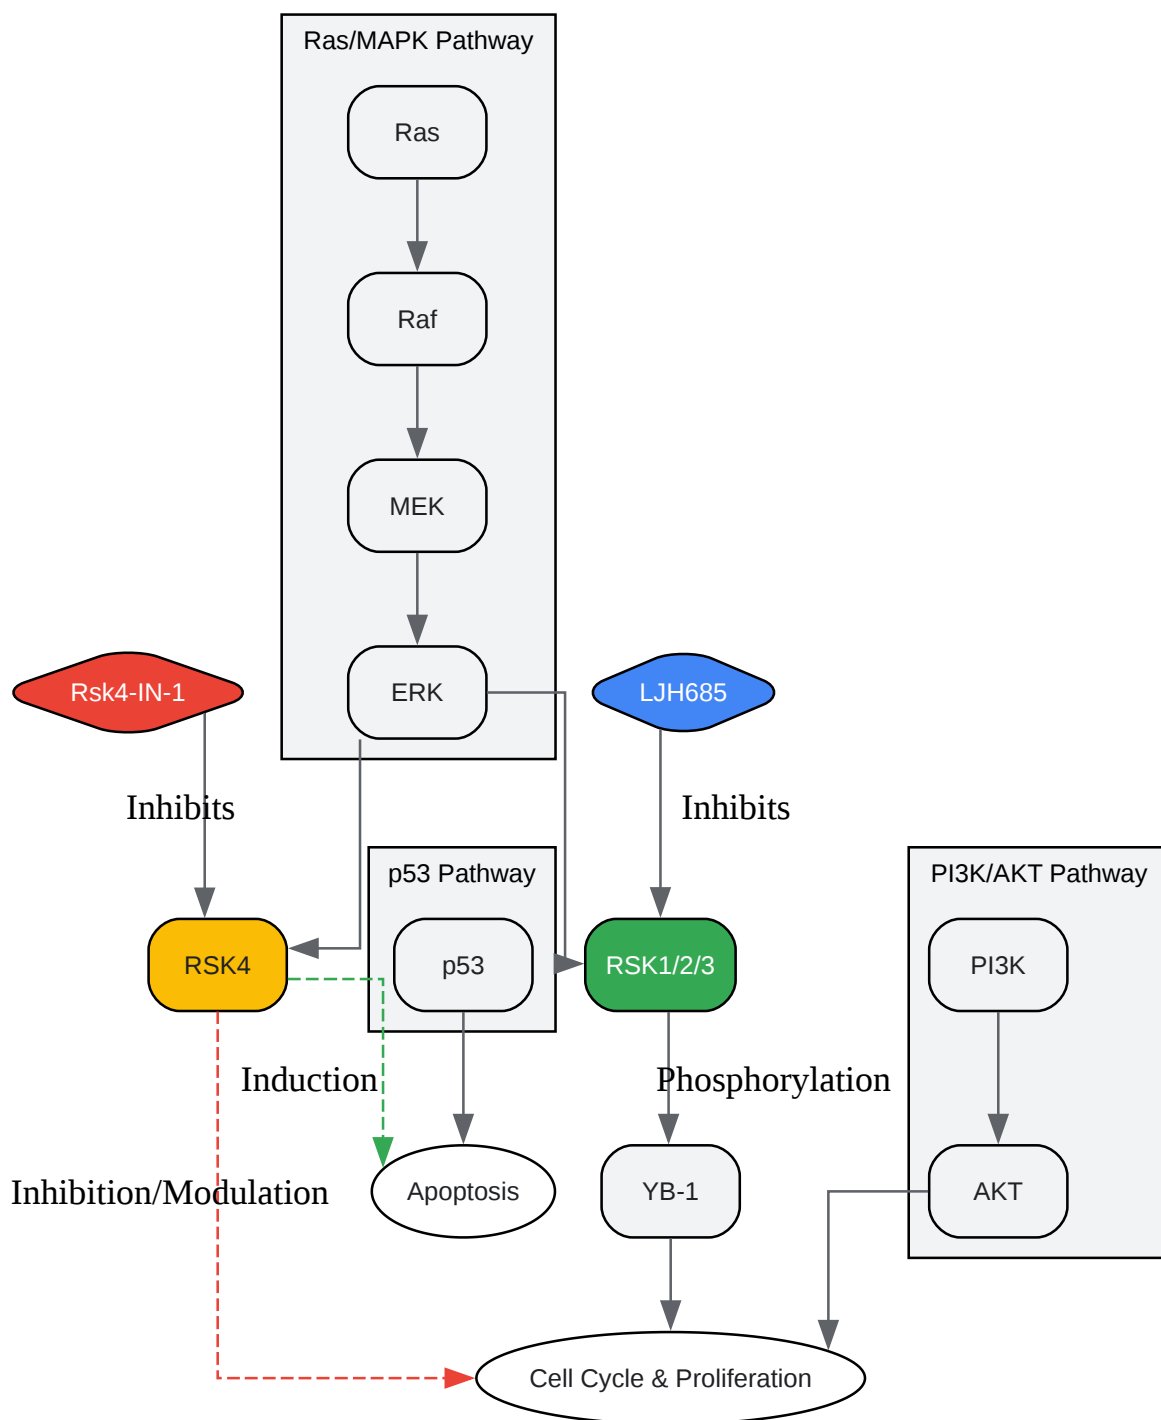 Ras/MAPK Pathway
Ras
Raf
MEK
Rsk4-IN-1
ERK
LJH685
Inhibits
Inhibits
p53 Pathway
PI3K/AKT Pathway
RSK4
p53
RSK1/2/3
PI3K
Induction
Phosphorylation
Inhibition/Modulation
Apoptosis
YB-1
AKT
Cell Cycle & Proliferation